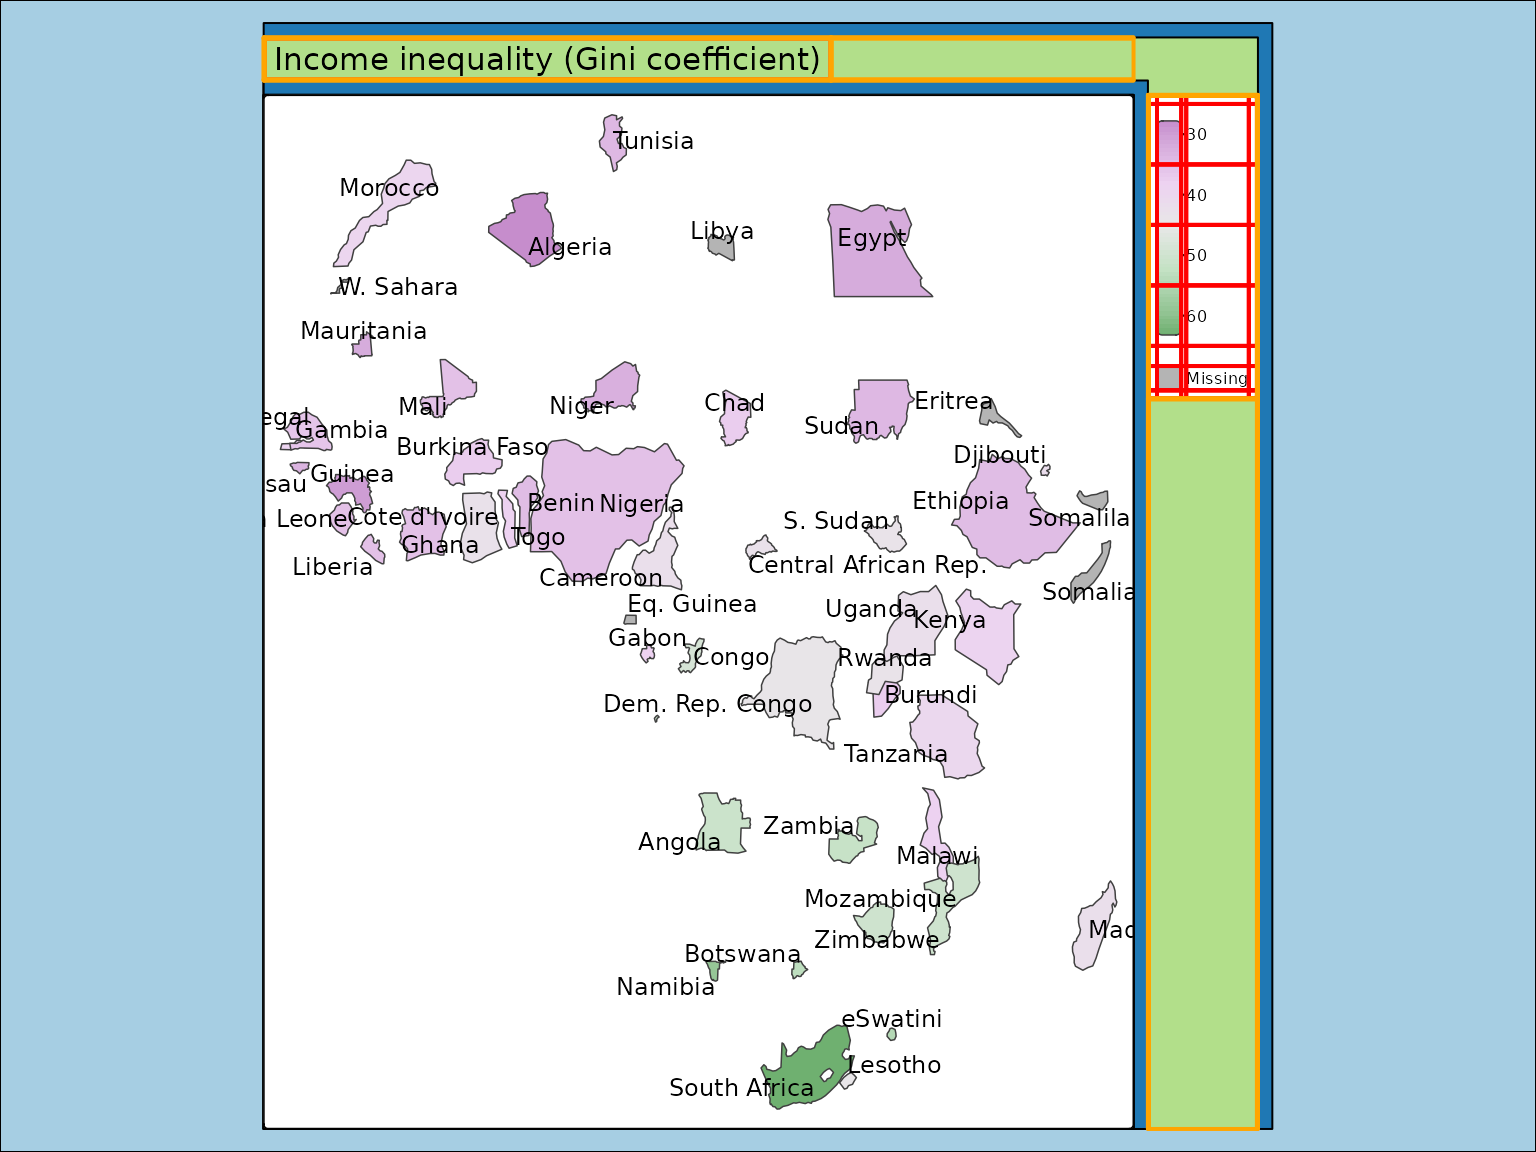 Income inequality (Gini coefficient)
30
40
50
60
Missing
Tunisia
Morocco
Libya
Egypt
Algeria
W. Sahara
Mauritania
Mali
Niger
Chad
Eritrea
egal
Gambia
Sudan
Burkina Faso
Djibouti
Guinea
sau
Benin
Nigeria
Ethiopia
Leone
Côte d'Ivoire
S. Sudan
Somalila
Ghana
Togo
Liberia
Central African Rep.
Cameroon
Somalia
Eq. Guinea
Uganda
Kenya
Gabon
Congo
Rwanda
Dem. Rep. Congo
Burundi
Tanzania
Angola
Zambia
Malawi
Mozambique
Mad
Zimbabwe
Botswana
Namibia
eSwatini
Lesotho
South Africa